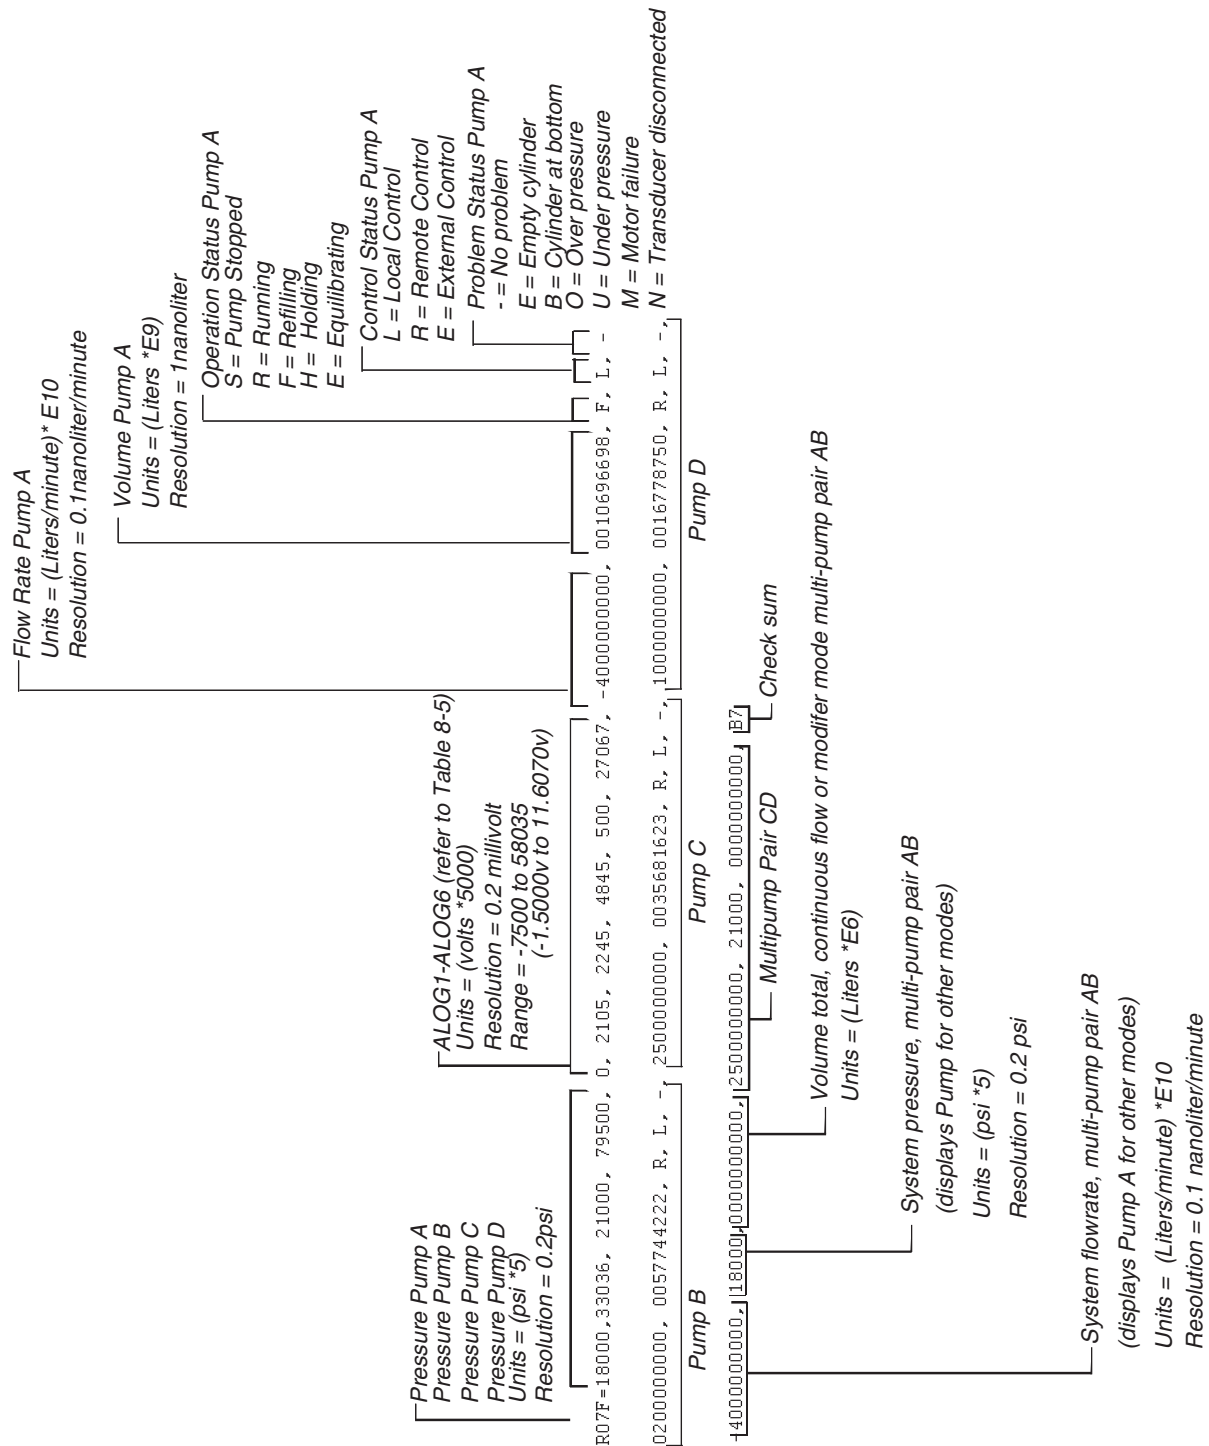 Flow Rate Pump A
Units = (Liters/minute)* E10
Resolution = 0.1nanoliter/minute
Volume Pump A
Units = (Liters *E9)
Resolution = 1nanoliter
Operation Status Pump A
S = Pump Stopped
R = Running
F = Refilling
H = Holding
E = Equilibrating
Control Status Pump A
L = Local Control
R = Remote Control
E = External Control
Problem Status Pump A
- = No problem
E = Empty cylinder
B = Cylinder at bottom
O = Over pressure
U = Under pressure
M = Motor failure
N = Transducer disconnected
ALOG1-ALOG6 (refer to Table 8-5)
Units = (volts *5000)
Resolution = 0.2 millivolt
Range = -7500 to 58035
(-1.5000v to 11.6070v)
Pressure Pump A
Pressure Pump B
Pressure Pump C
Pressure Pump D
Units = (psi *5)
Resolution = 0.2psi
R07F=18000,33036, 21000, 79500, 0, 2105, 2245, 4845, 500, 27067, -4000000000, 0010696698, F, L, -
0200000000, 0057744222, R, L, -, 2500000000, 0035681623, R, L, -, 1000000000, 0016778750, R, L, -,
Pump B
Pump C
Pump D
-4000000000, 18000, 00000000000, 2500000000, 21000, 00000000000, B7
Check sum
Multipump Pair CD
Volume total, continuous flow or modifer mode multi-pump pair AB
Units = (Liters *E6)
System pressure, multi-pump pair AB
(displays Pump for other modes)
Units = (psi *5)
Resolution = 0.2 psi
System flowrate, multi-pump pair AB
(displays Pump A for other modes)
Units = (Liters/minute) *E10
Resolution = 0.1 nanoliter/minute